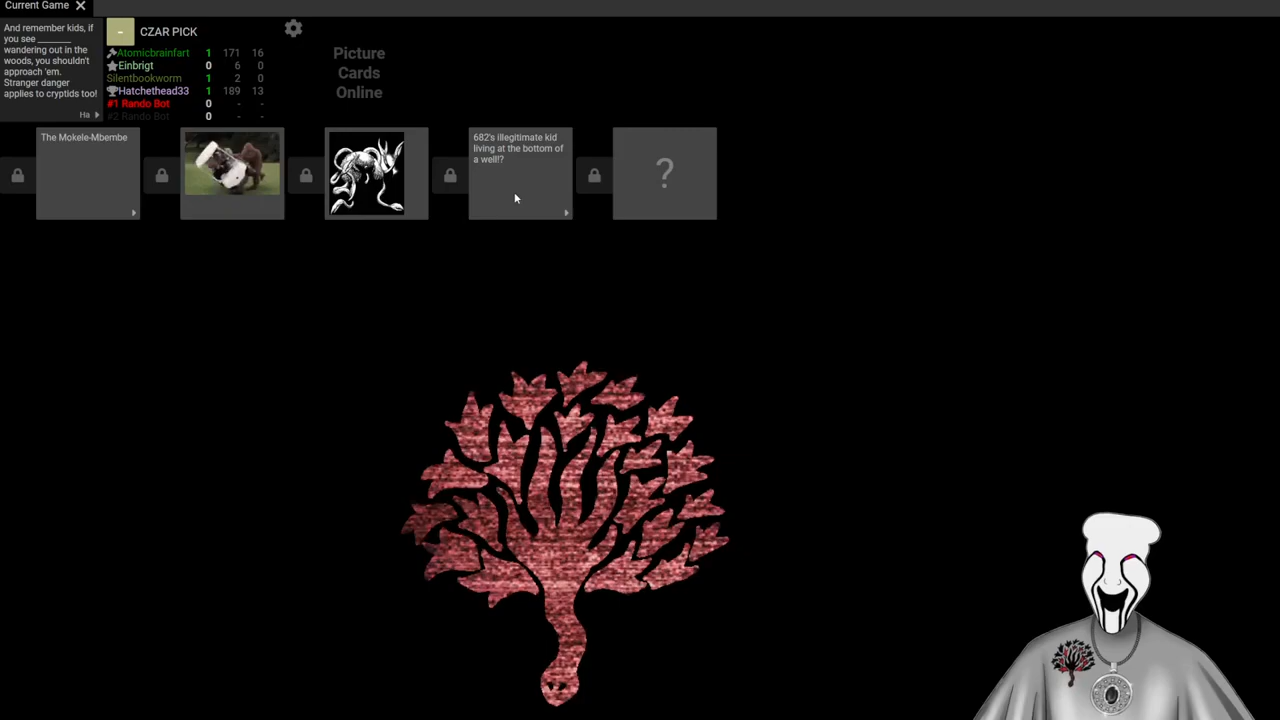 Current Game
And remember kids, if
you see _______
wandering out in the
woods, you shouldn't
approach 'em.
Stranger danger
applies to cryptids too!
Ha
-
CZAR PICK
Atomicbrainfart 1 171 16
Einbrigt 0 6 0
Silentbookworm 1 2 0
Hatchethead33 1 189 13
#1 Rando Bot 0 - -
#2 Rando Bot 0 - -
Picture
Cards
Online
The Mokele-Mbembe
682's illegitimate kid
living at the bottom of
a well!?
?